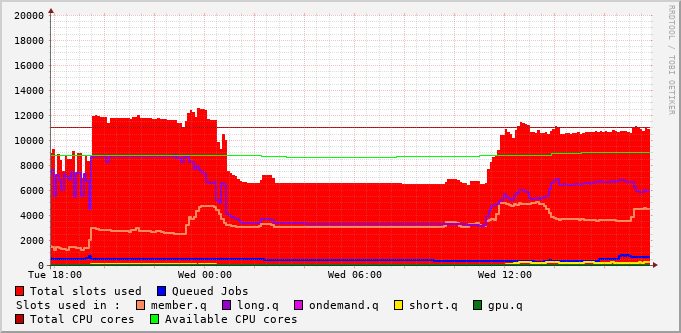 20000
18000
16000
14000
12000
10000
8000
6000
4000
2000
0
Tue 18:00 Wed 00:00 Wed 06:00 Wed 12:00
RRDTOOL / TOBI OETIKER
Total slots used Queued Jobs
Slots used in : member.q long.q ondemand.q short.q gpu.q
Total CPU cores Available CPU cores